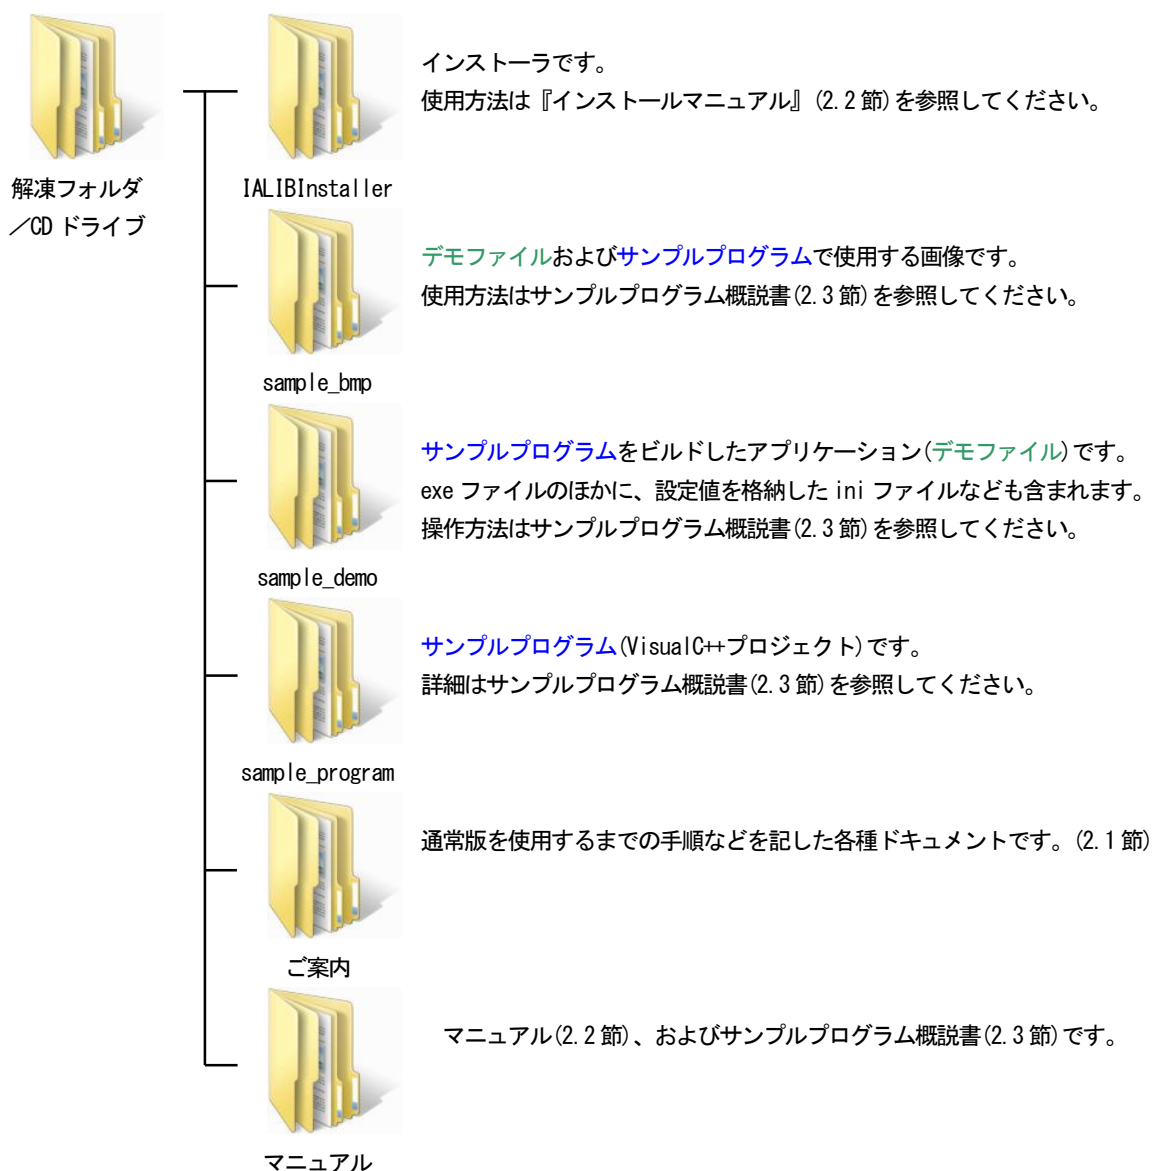 インストーラです。
使用方法は『インストールマニュアル』(2.2節)を参照してください。
解凍フォルダ
／CDドライブ
IALIBInstaller
デモファイルおよびサンプルプログラムで使用する画像です。
使用方法はサンプルプログラム概説書(2.3節)を参照してください。
sample_bmp
サンプルプログラムをビルドしたアプリケーション(デモファイル)です。
exeファイルのほかに、設定値を格納したiniファイルなども含まれます。
操作方法はサンプルプログラム概説書(2.3節)を参照してください。
sample_demo
サンプルプログラム(VisualC++プロジェクト)です。
詳細はサンプルプログラム概説書(2.3節)を参照してください。
sample_program
通常版を使用するまでの手順などを記した各種ドキュメントです。(2.1節)
ご案内
マニュアル(2.2節)、およびサンプルプログラム概説書(2.3節)です。
マニュアル